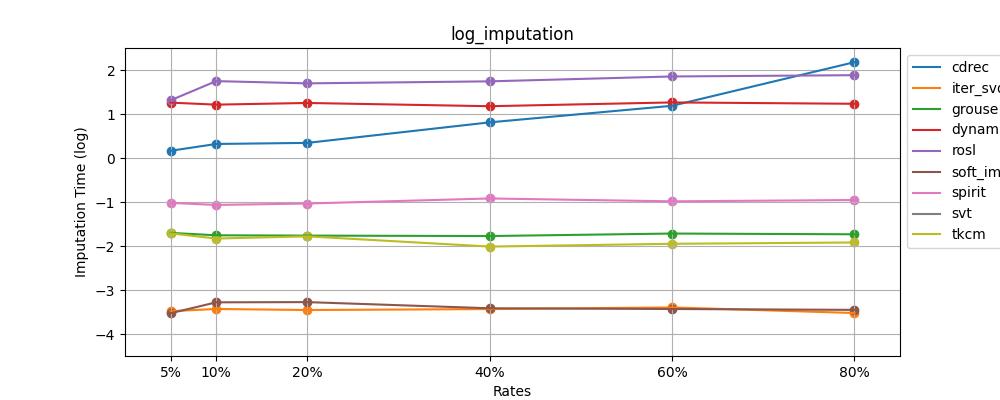 log_imputation
Imputation Time (log)
2
1
0
−1
−2
−3
−4
5%
10%
20%
40%
60%
80%
Rates
cdrec
iter_svd
grouse
dynam
rosl
soft_im
spirit
svt
tkcm